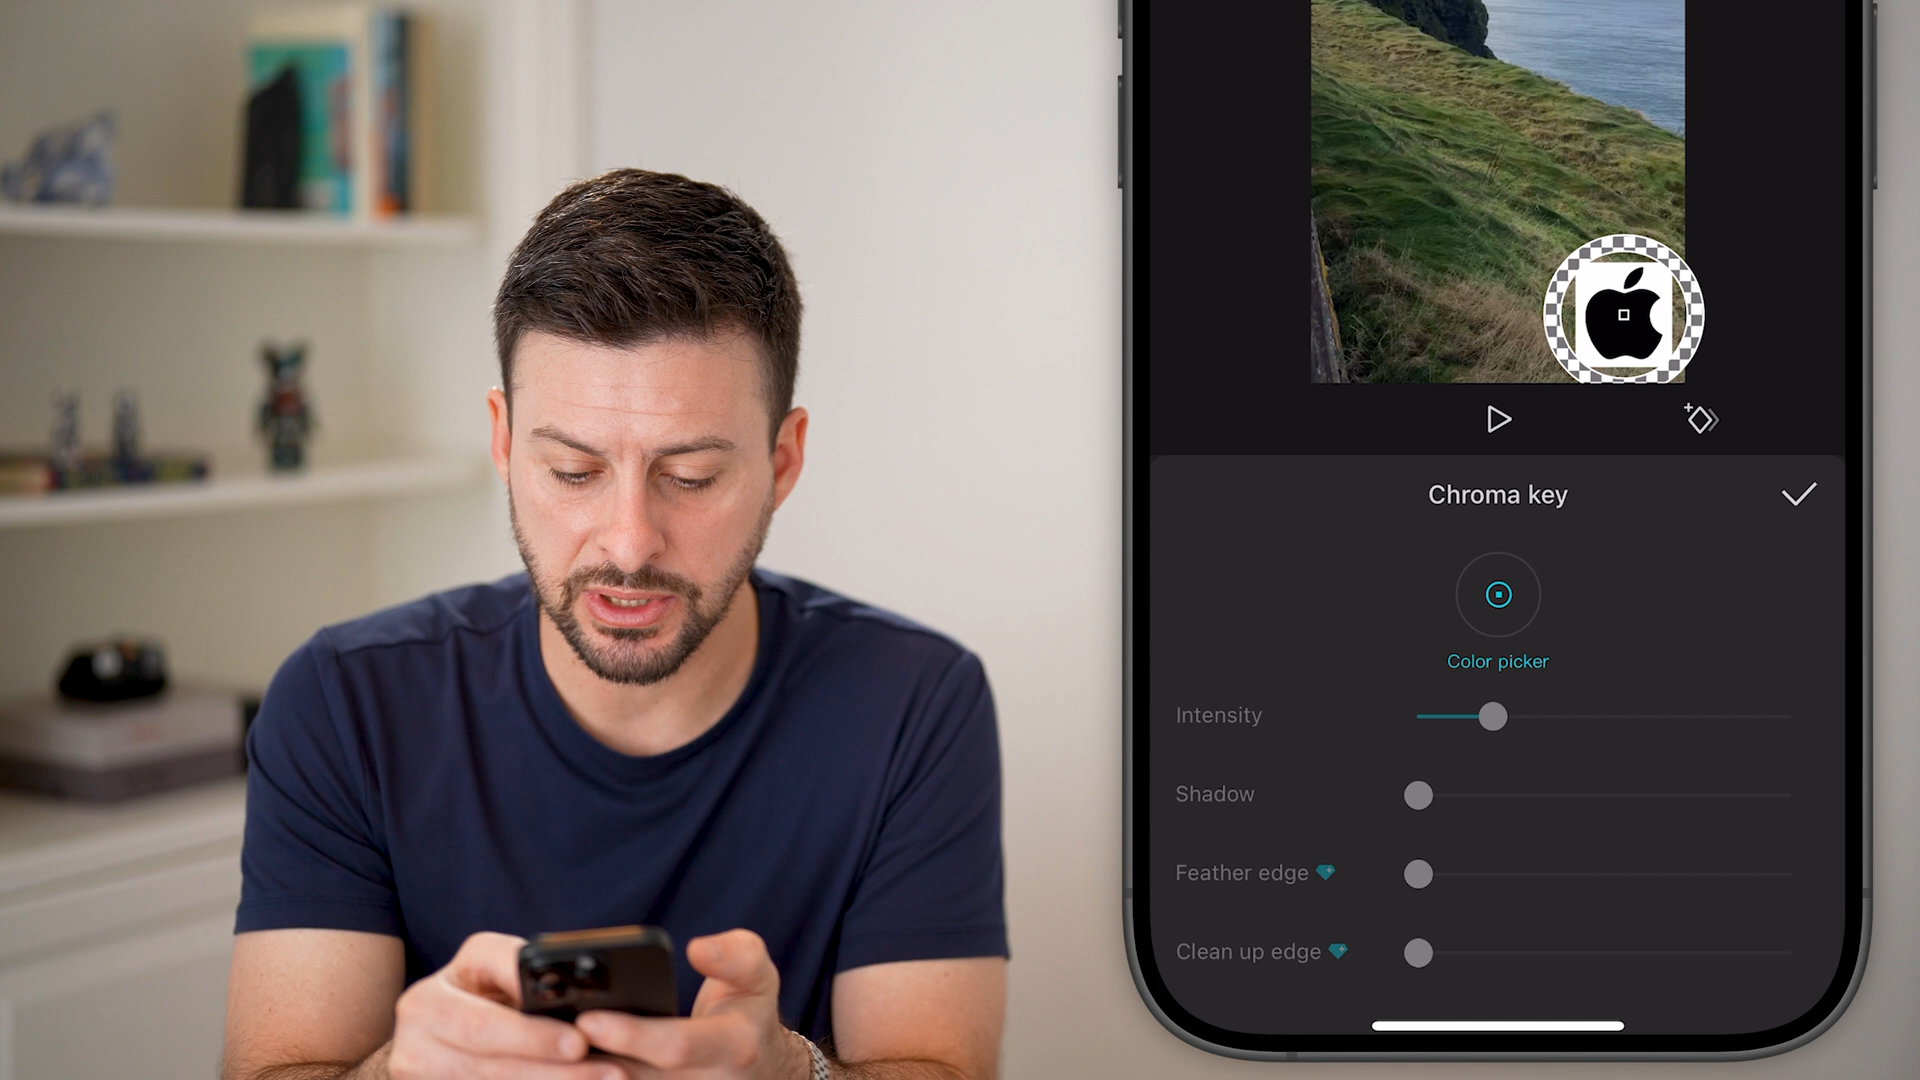 Chroma key
Color picker
Intensity
Shadow
Feather edge
Clean up edge